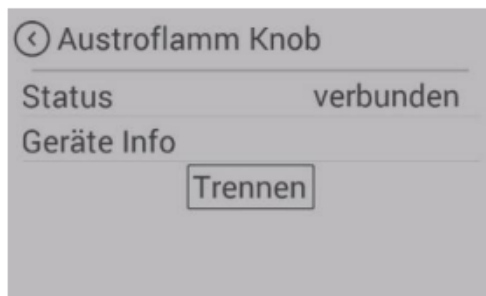 Austroflamm Knob
Status verbunden
Geräte Info
Trennen